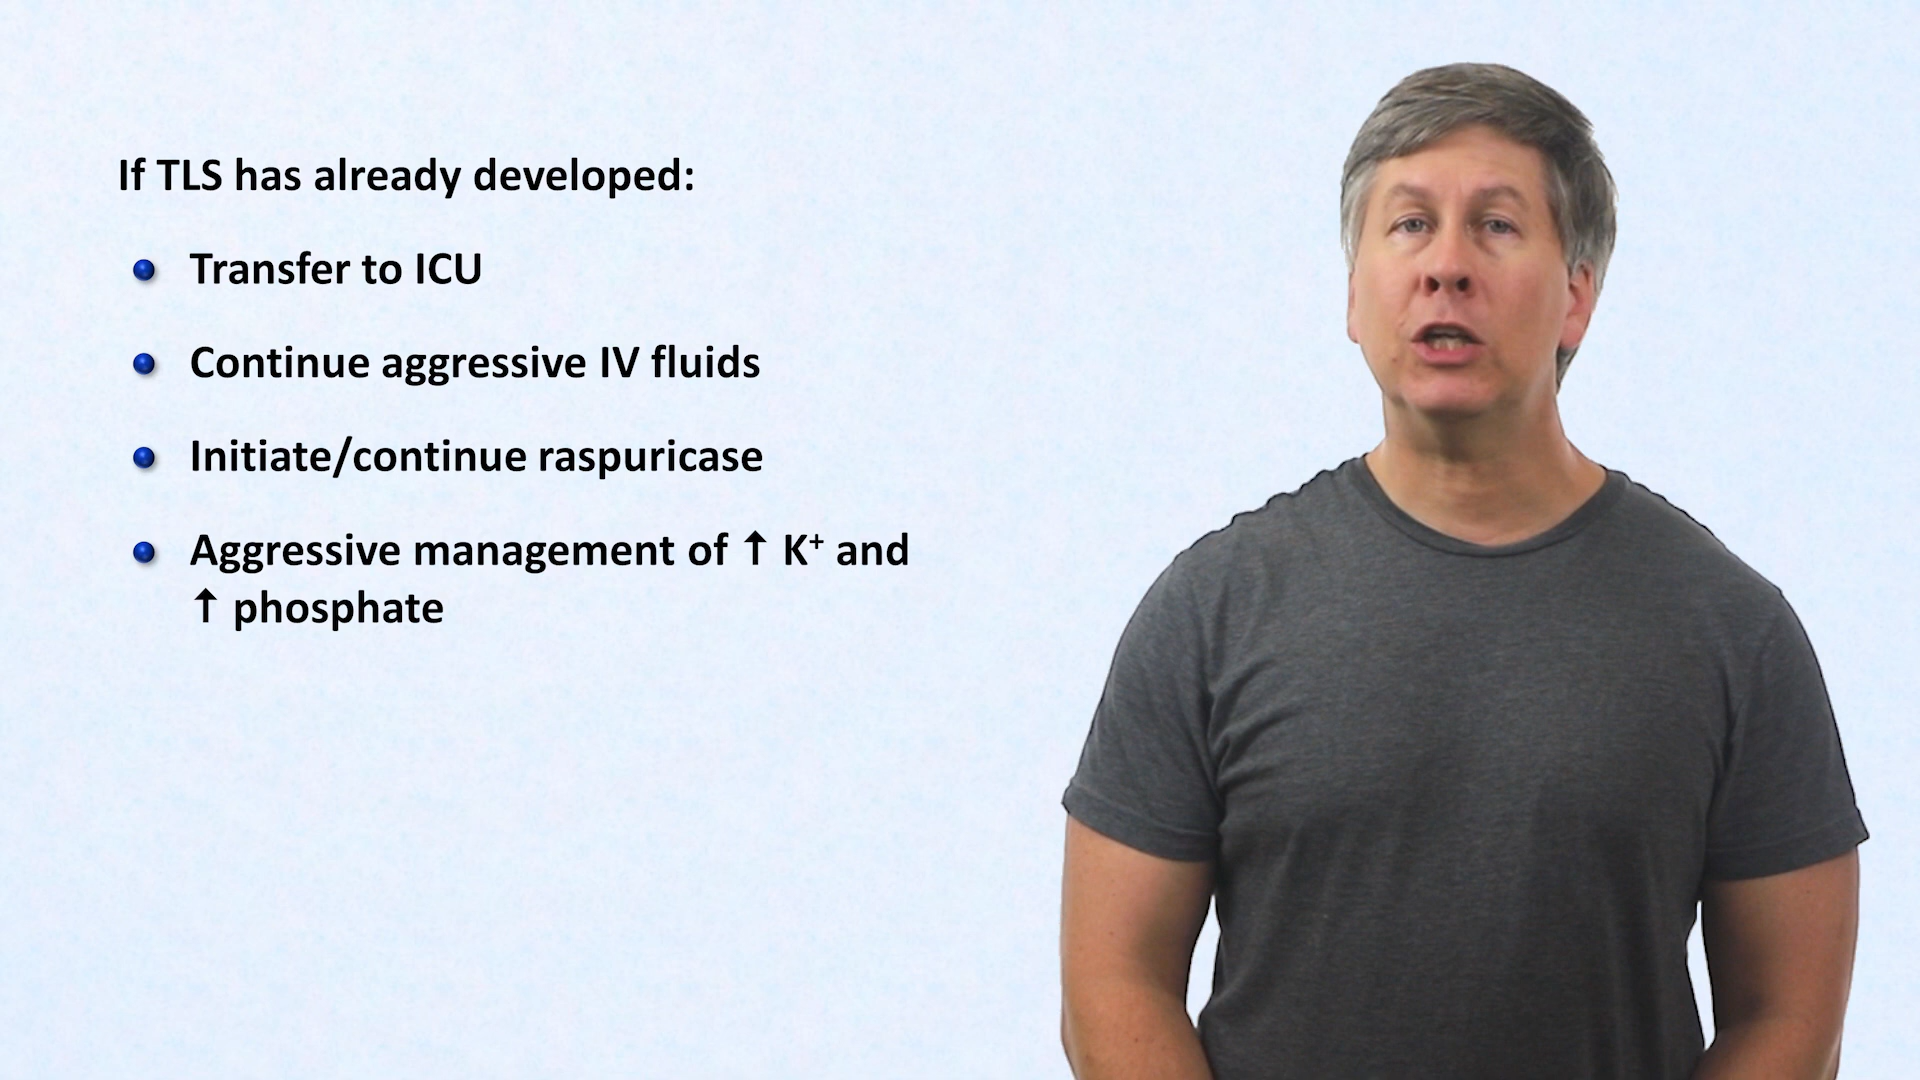 If TLS has already developed:
Transfer to ICU
Continue aggressive IV fluids
Initiate/continue raspuricase
Aggressive management of ↑ K⁺ and
↑ phosphate